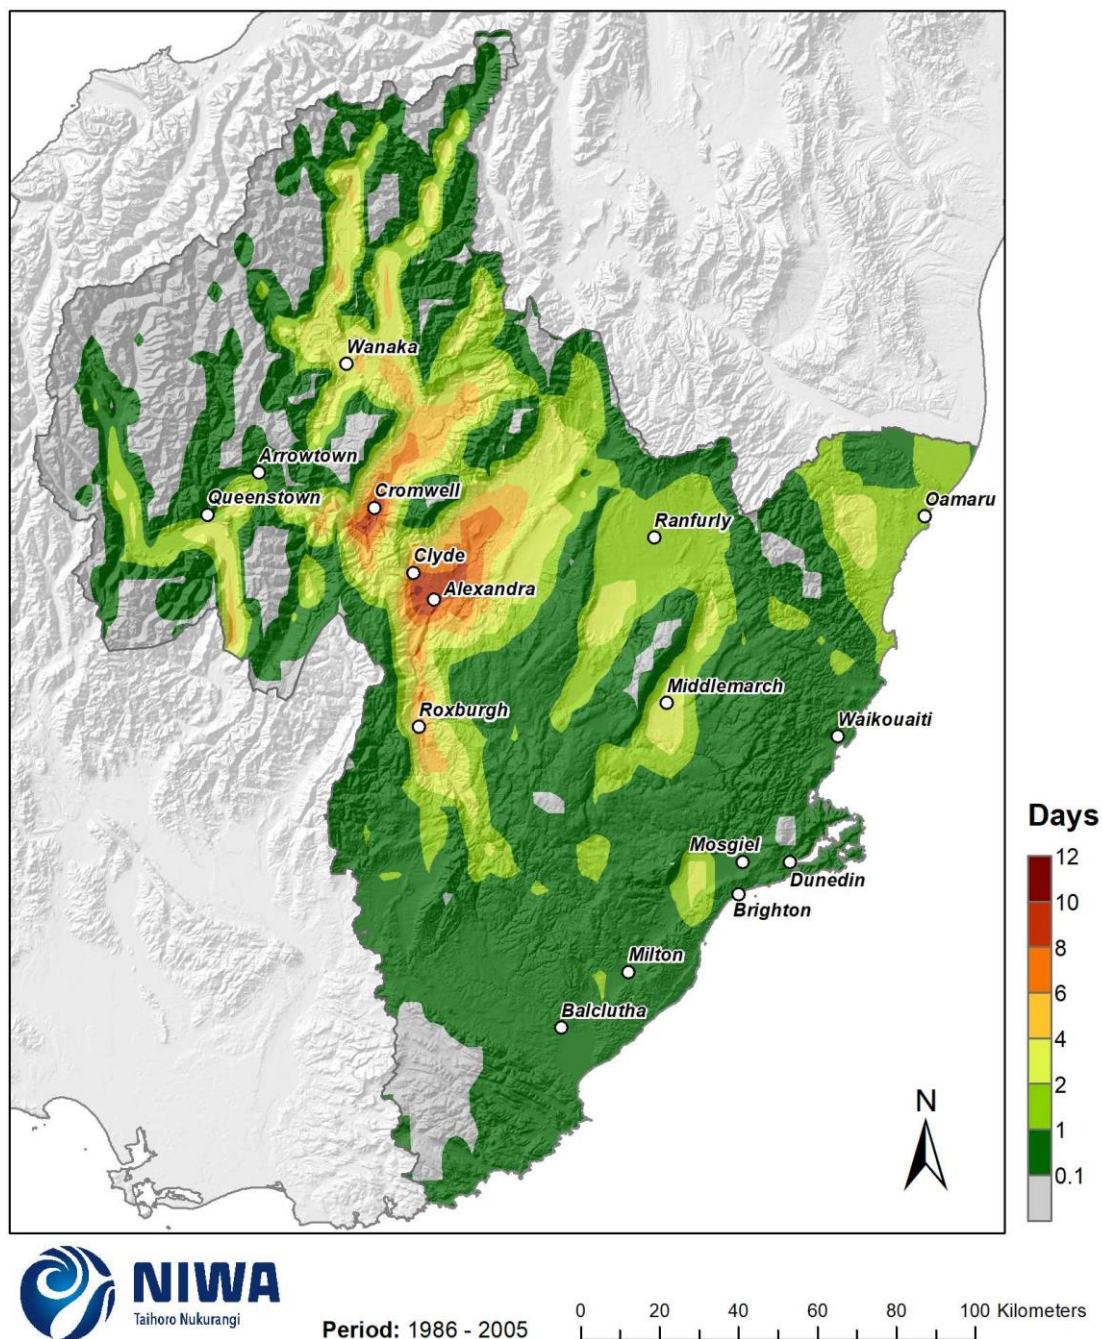 Wanaka
Arrowtown
Queenstown
Cromwell
Oamaru
Ranfurly
Clyde
Alexandra
Middlemarch
Roxburgh
Waikouaiti
Days
12
10
8
6
4
2
1
0.1
Mosgiel
Dunedin
Brighton
Milton
Balclutha
N
NIWA
Taihoro Nukurangi
Period: 1986 - 2005
0 20 40 60 80 100 Kilometers